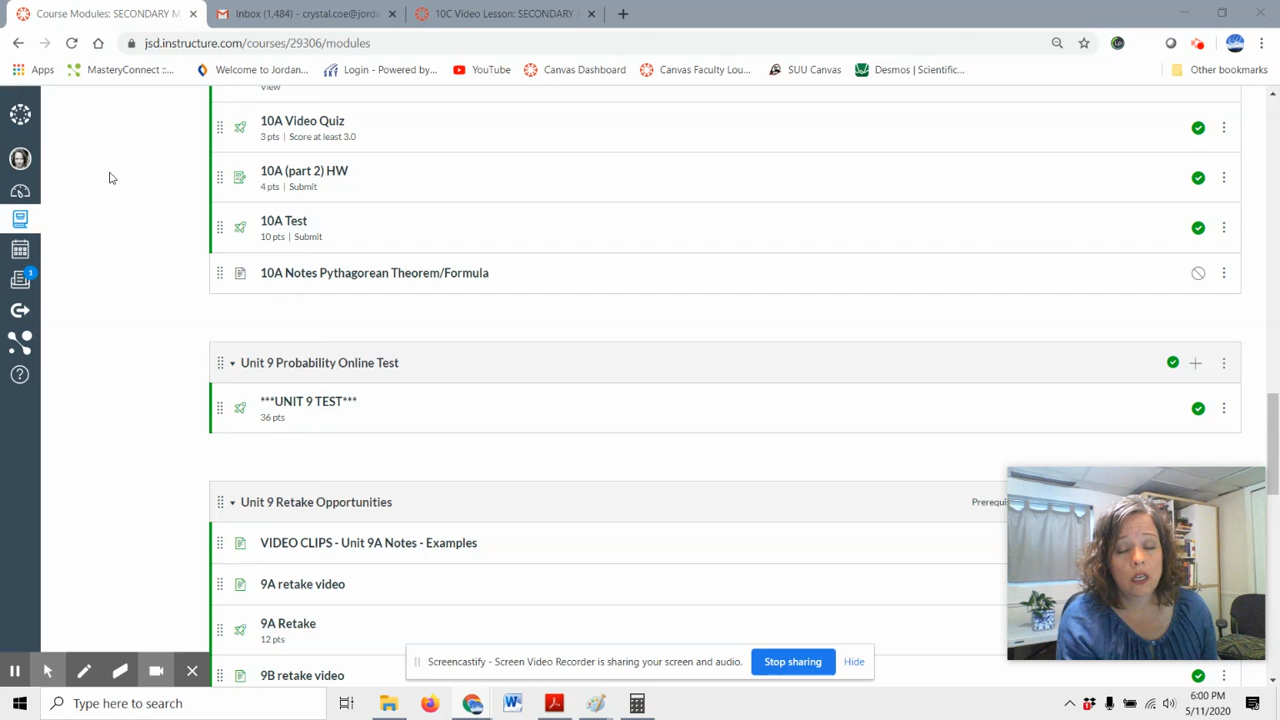 Course Modules: SECONDARY M
Inbox (1,484) - crystal.coe@jorda
10C Video Lesson: SECONDARY
jsd.instructure.com/courses/29306/modules
Apps
MasteryConnect ::...
Welcome to Jordan...
Login - Powered by...
YouTube
Canvas Dashboard
Canvas Faculty Lou...
SUU Canvas
Desmos | Scientific...
Other bookmarks
View
10A Video Quiz
3 pts | Score at least 3.0
10A (part 2) HW
4 pts | Submit
10A Test
10 pts | Submit
10A Notes Pythagorean Theorem/Formula
1
Unit 9 Probability Online Test
***UNIT 9 TEST***
36 pts
Unit 9 Retake Opportunities
Prerequi
VIDEO CLIPS - Unit 9A Notes - Examples
9A retake video
9A Retake
12 pts
9B retake video
Screencastify - Screen Video Recorder is sharing your screen and audio.
Stop sharing
Hide
Type here to search
6:00 PM
5/11/2020